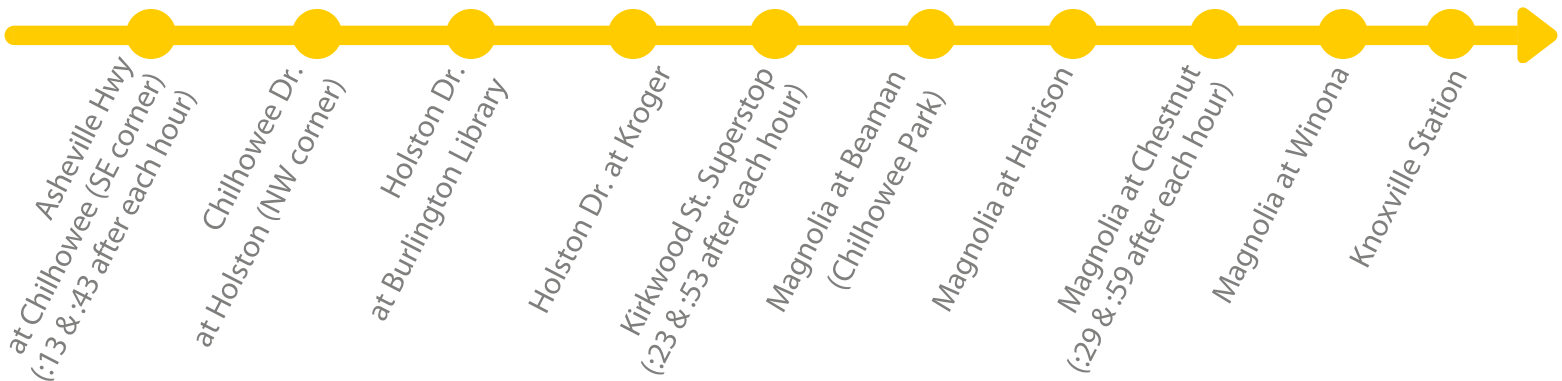 Asheville Hwy
at Chilhowee (SE corner)
(:13 & :43 after each hour)
Chilhowee Dr.
at Holston (NW corner)
Holston Dr.
at Burlington Library
Holston Dr. at Kroger
Kirkwood St. Superstop
(:23 & :53 after each hour)
Magnolia at Beaman
(Chilhowee Park)
Magnolia at Harrison
Magnolia at Chestnut
(:29 & :59 after each hour)
Magnolia at Winona
Knoxville Station